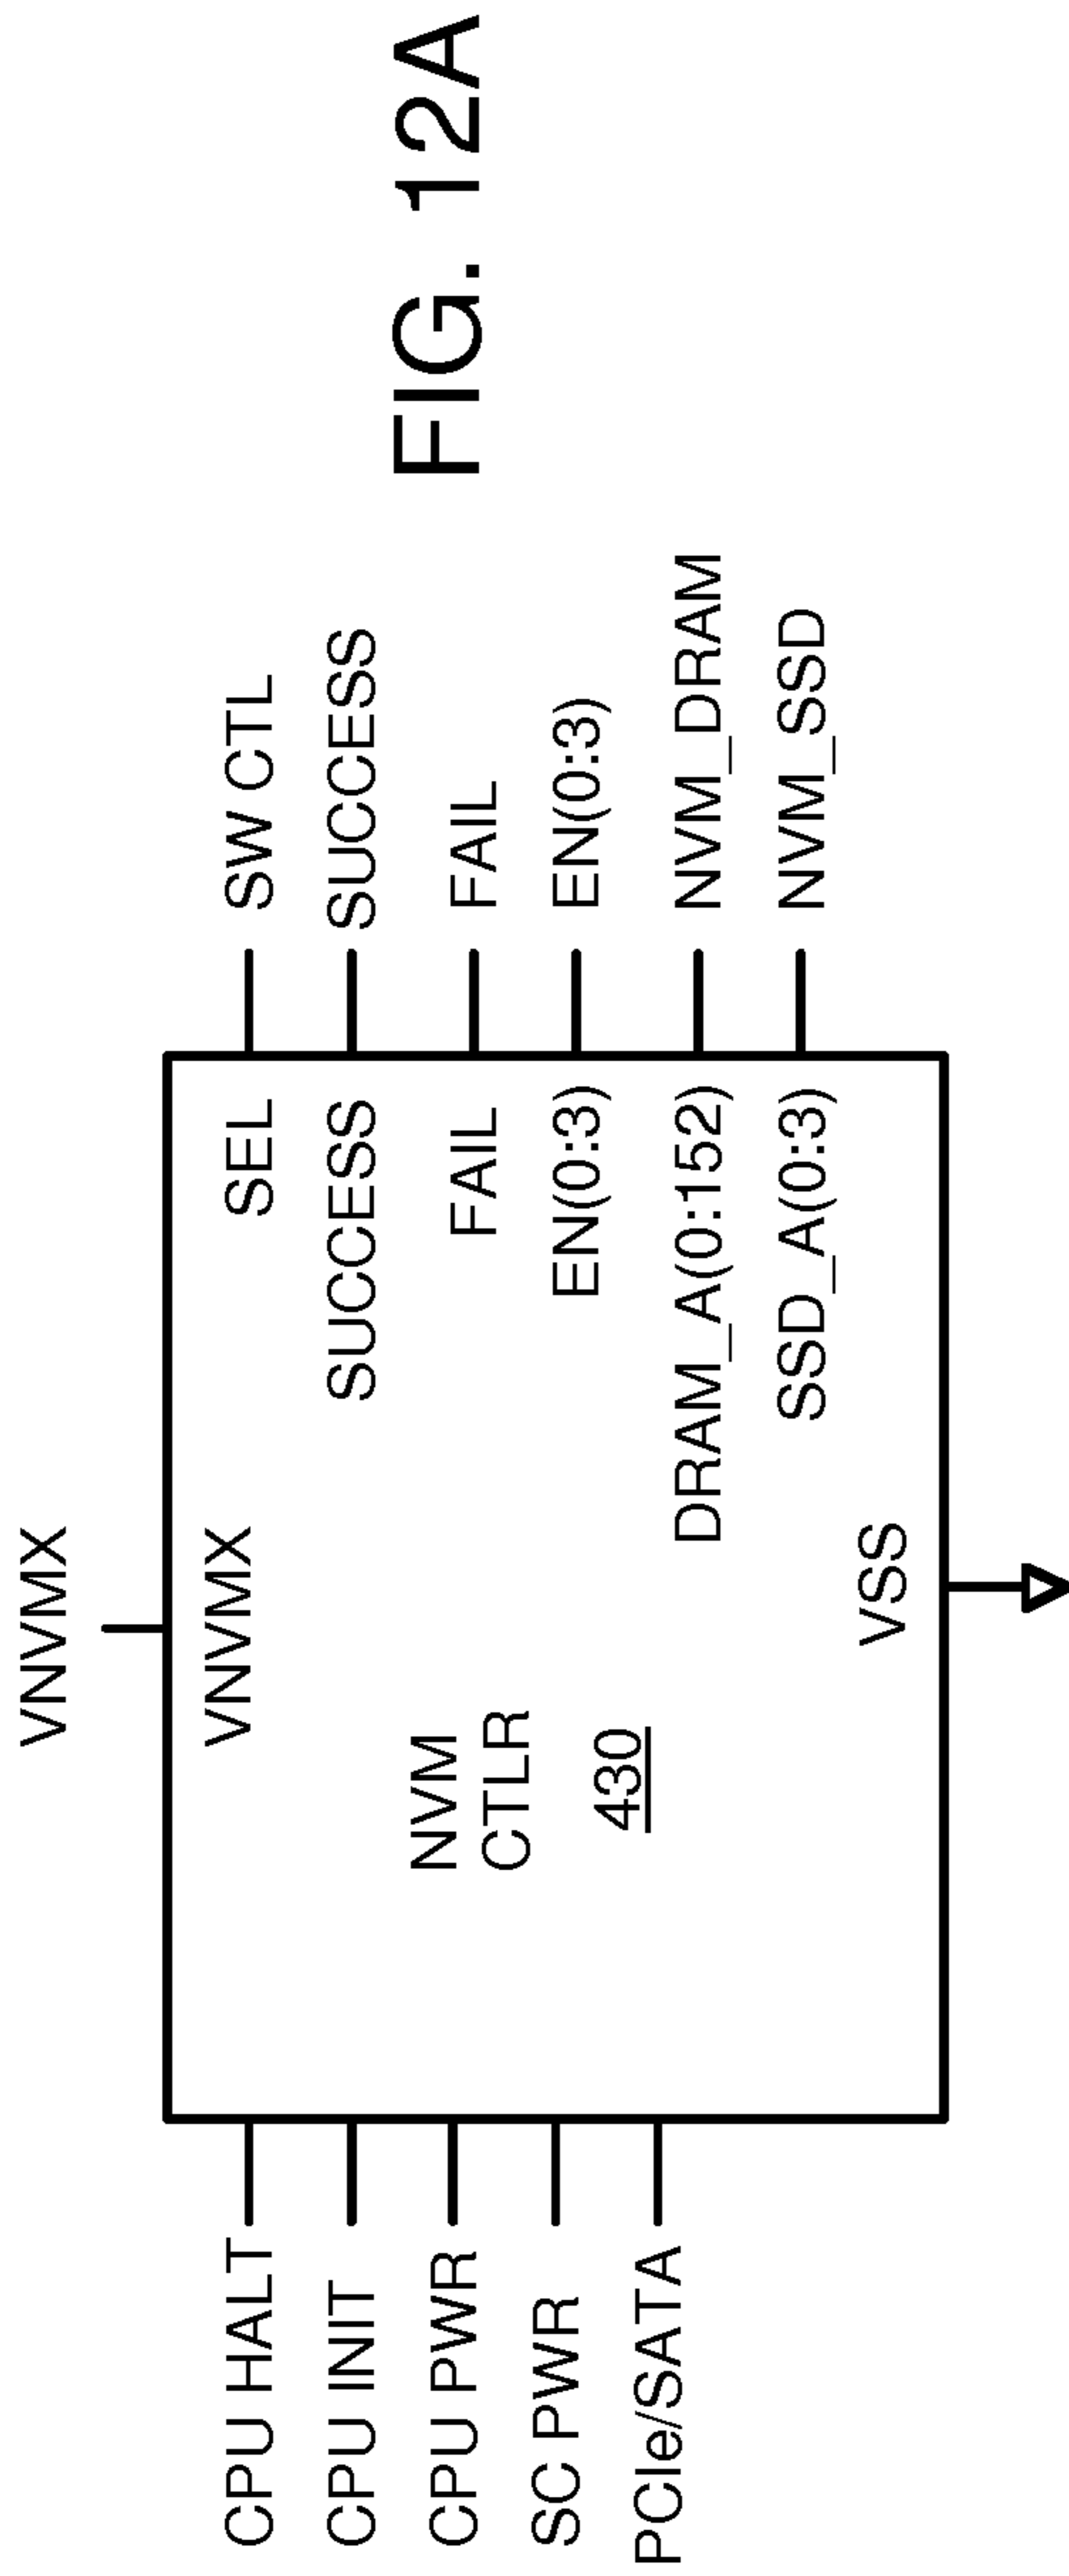 VNVMX
VNVMX
CPU HALT
CPU INIT
CPU PWR
SC PWR
PCIe/SATA
NVM
CTLR
430
SEL
SUCCESS
FAIL
EN(0:3)
DRAM_A(0:152)
SSD_A(0:3)
VSS
SW CTL
SUCCESS
FAIL
EN(0:3)
NVM_DRAM
NVM_SSD
FIG. 12A